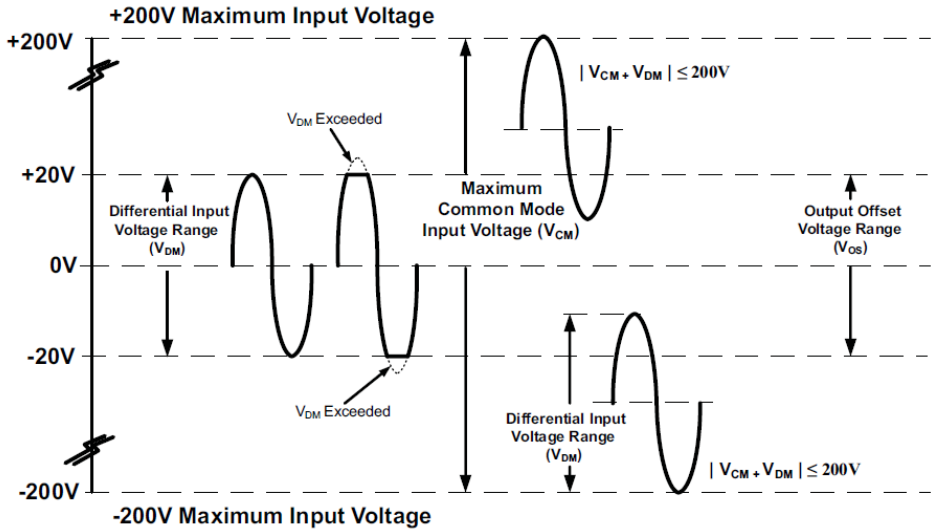 +200V Maximum Input Voltage
+200V
| VCM + VDM | ≤ 200V
VDM Exceeded
+20V
Differential Input
Voltage Range
(VDM)
Maximum
Common Mode
Input Voltage (VCM)
Output Offset
Voltage Range
(VOS)
0V
-20V
VDM Exceeded
Differential Input
Voltage Range
(VDM)
| VCM + VDM | ≤ 200V
-200V
-200V Maximum Input Voltage